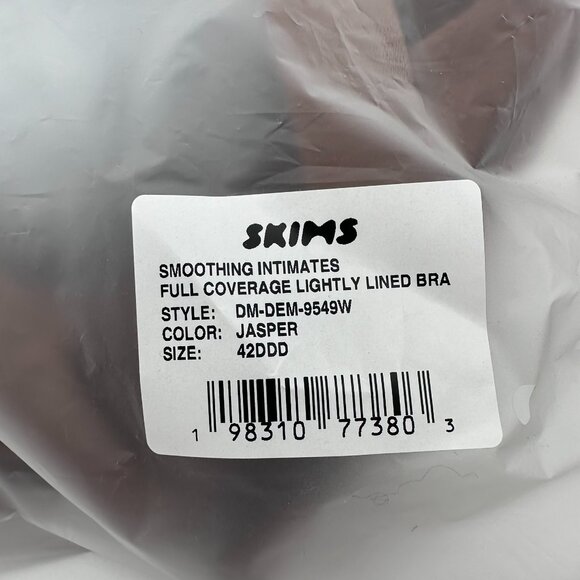 SKIMS
SMOOTHING INTIMATES
FULL COVERAGE LIGHTLY LINED BRA
STYLE: DM-DEM-9549W
COLOR: JASPER
SIZE: 42DDD
1 98310 77380 3